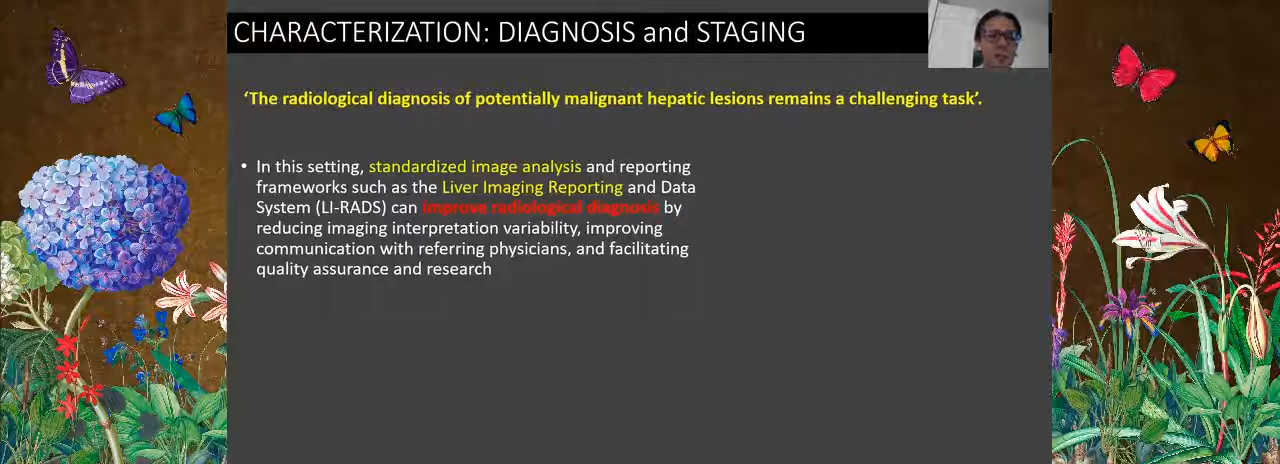 CHARACTERIZATION: DIAGNOSIS and STAGING
‘The radiological diagnosis of potentially malignant hepatic lesions remains a challenging task’.
• In this setting, standardized image analysis and reporting
frameworks such as the Liver Imaging Reporting and Data
System (LI-RADS) can improve radiological diagnosis by
reducing imaging interpretation variability, improving
communication with referring physicians, and facilitating
quality assurance and research